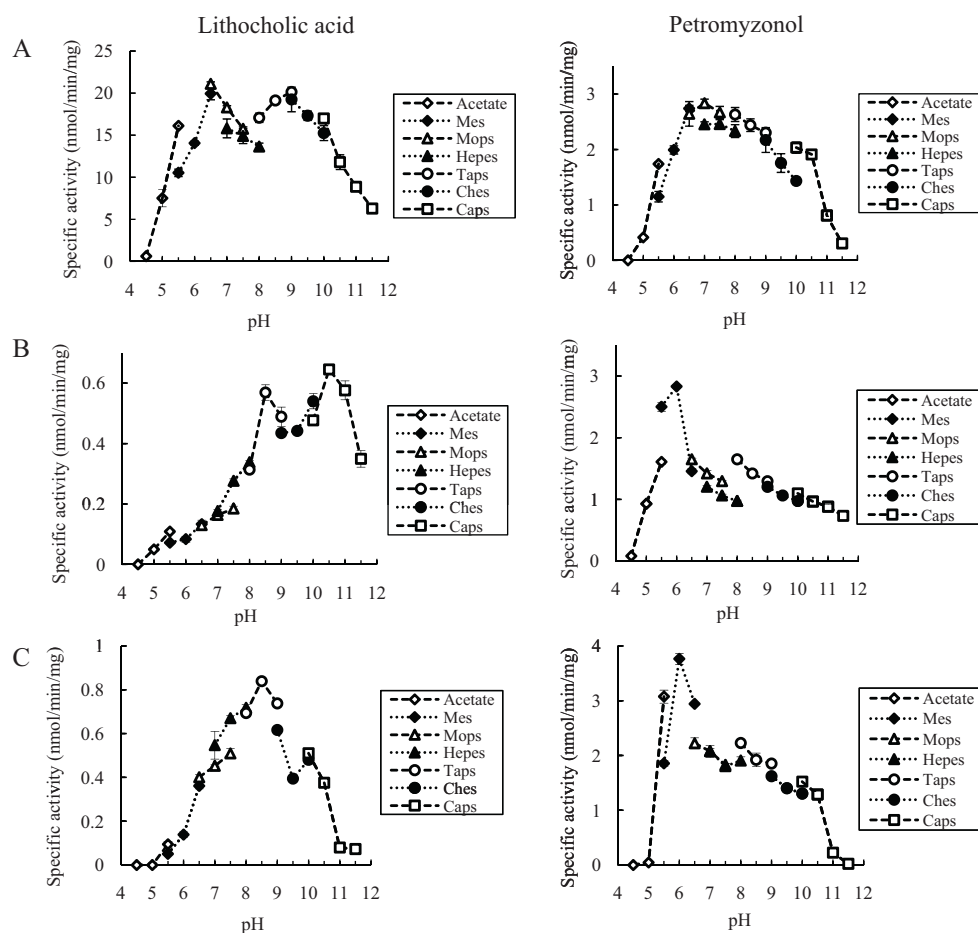 Lithocholic acid
Petromyzonol
A
Specific activity (nmol/min/mg)
25
20
15
10
5
0
4 5 6 7 8 9 10 11 12
pH
Acetate
Mes
Mops
Hepes
Taps
Ches
Caps
Specific activity (nmol/min/mg)
4
3
2
1
0
4 5 6 7 8 9 10 11 12
pH
Acetate
Mes
Mops
Hepes
Taps
Ches
Caps
B
Specific activity (nmol/min/mg)
0.6
0.4
0.2
0
4 5 6 7 8 9 10 11 12
pH
Acetate
Mes
Mops
Hepes
Taps
Ches
Caps
Specific activity (nmol/min/mg)
3
2
1
0
4 5 6 7 8 9 10 11 12
pH
Acetate
Mes
Mops
Hepes
Taps
Ches
Caps
C
Specific activity (nmol/min/mg)
1
0.8
0.6
0.4
0.2
0
4 5 6 7 8 9 10 11 12
pH
Acetate
Mes
Mops
Hepes
Taps
Ches
Caps
Specific activity (nmol/min/mg)
4
3
2
1
0
4 5 6 7 8 9 10 11 12
pH
Acetate
Mes
Mops
Hepes
Taps
Ches
Caps